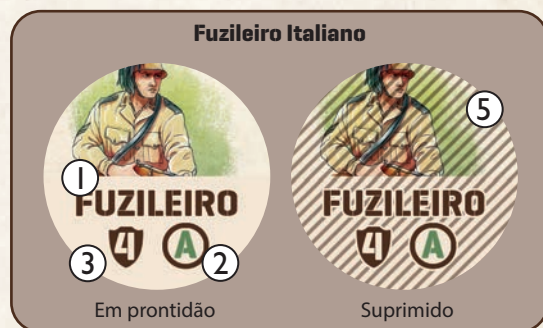 Fuzileiro Italiano
5
1
FUZILEIRO
FUZILEIRO
4 A
4 A
3
2
Em prontidão
Suprimido